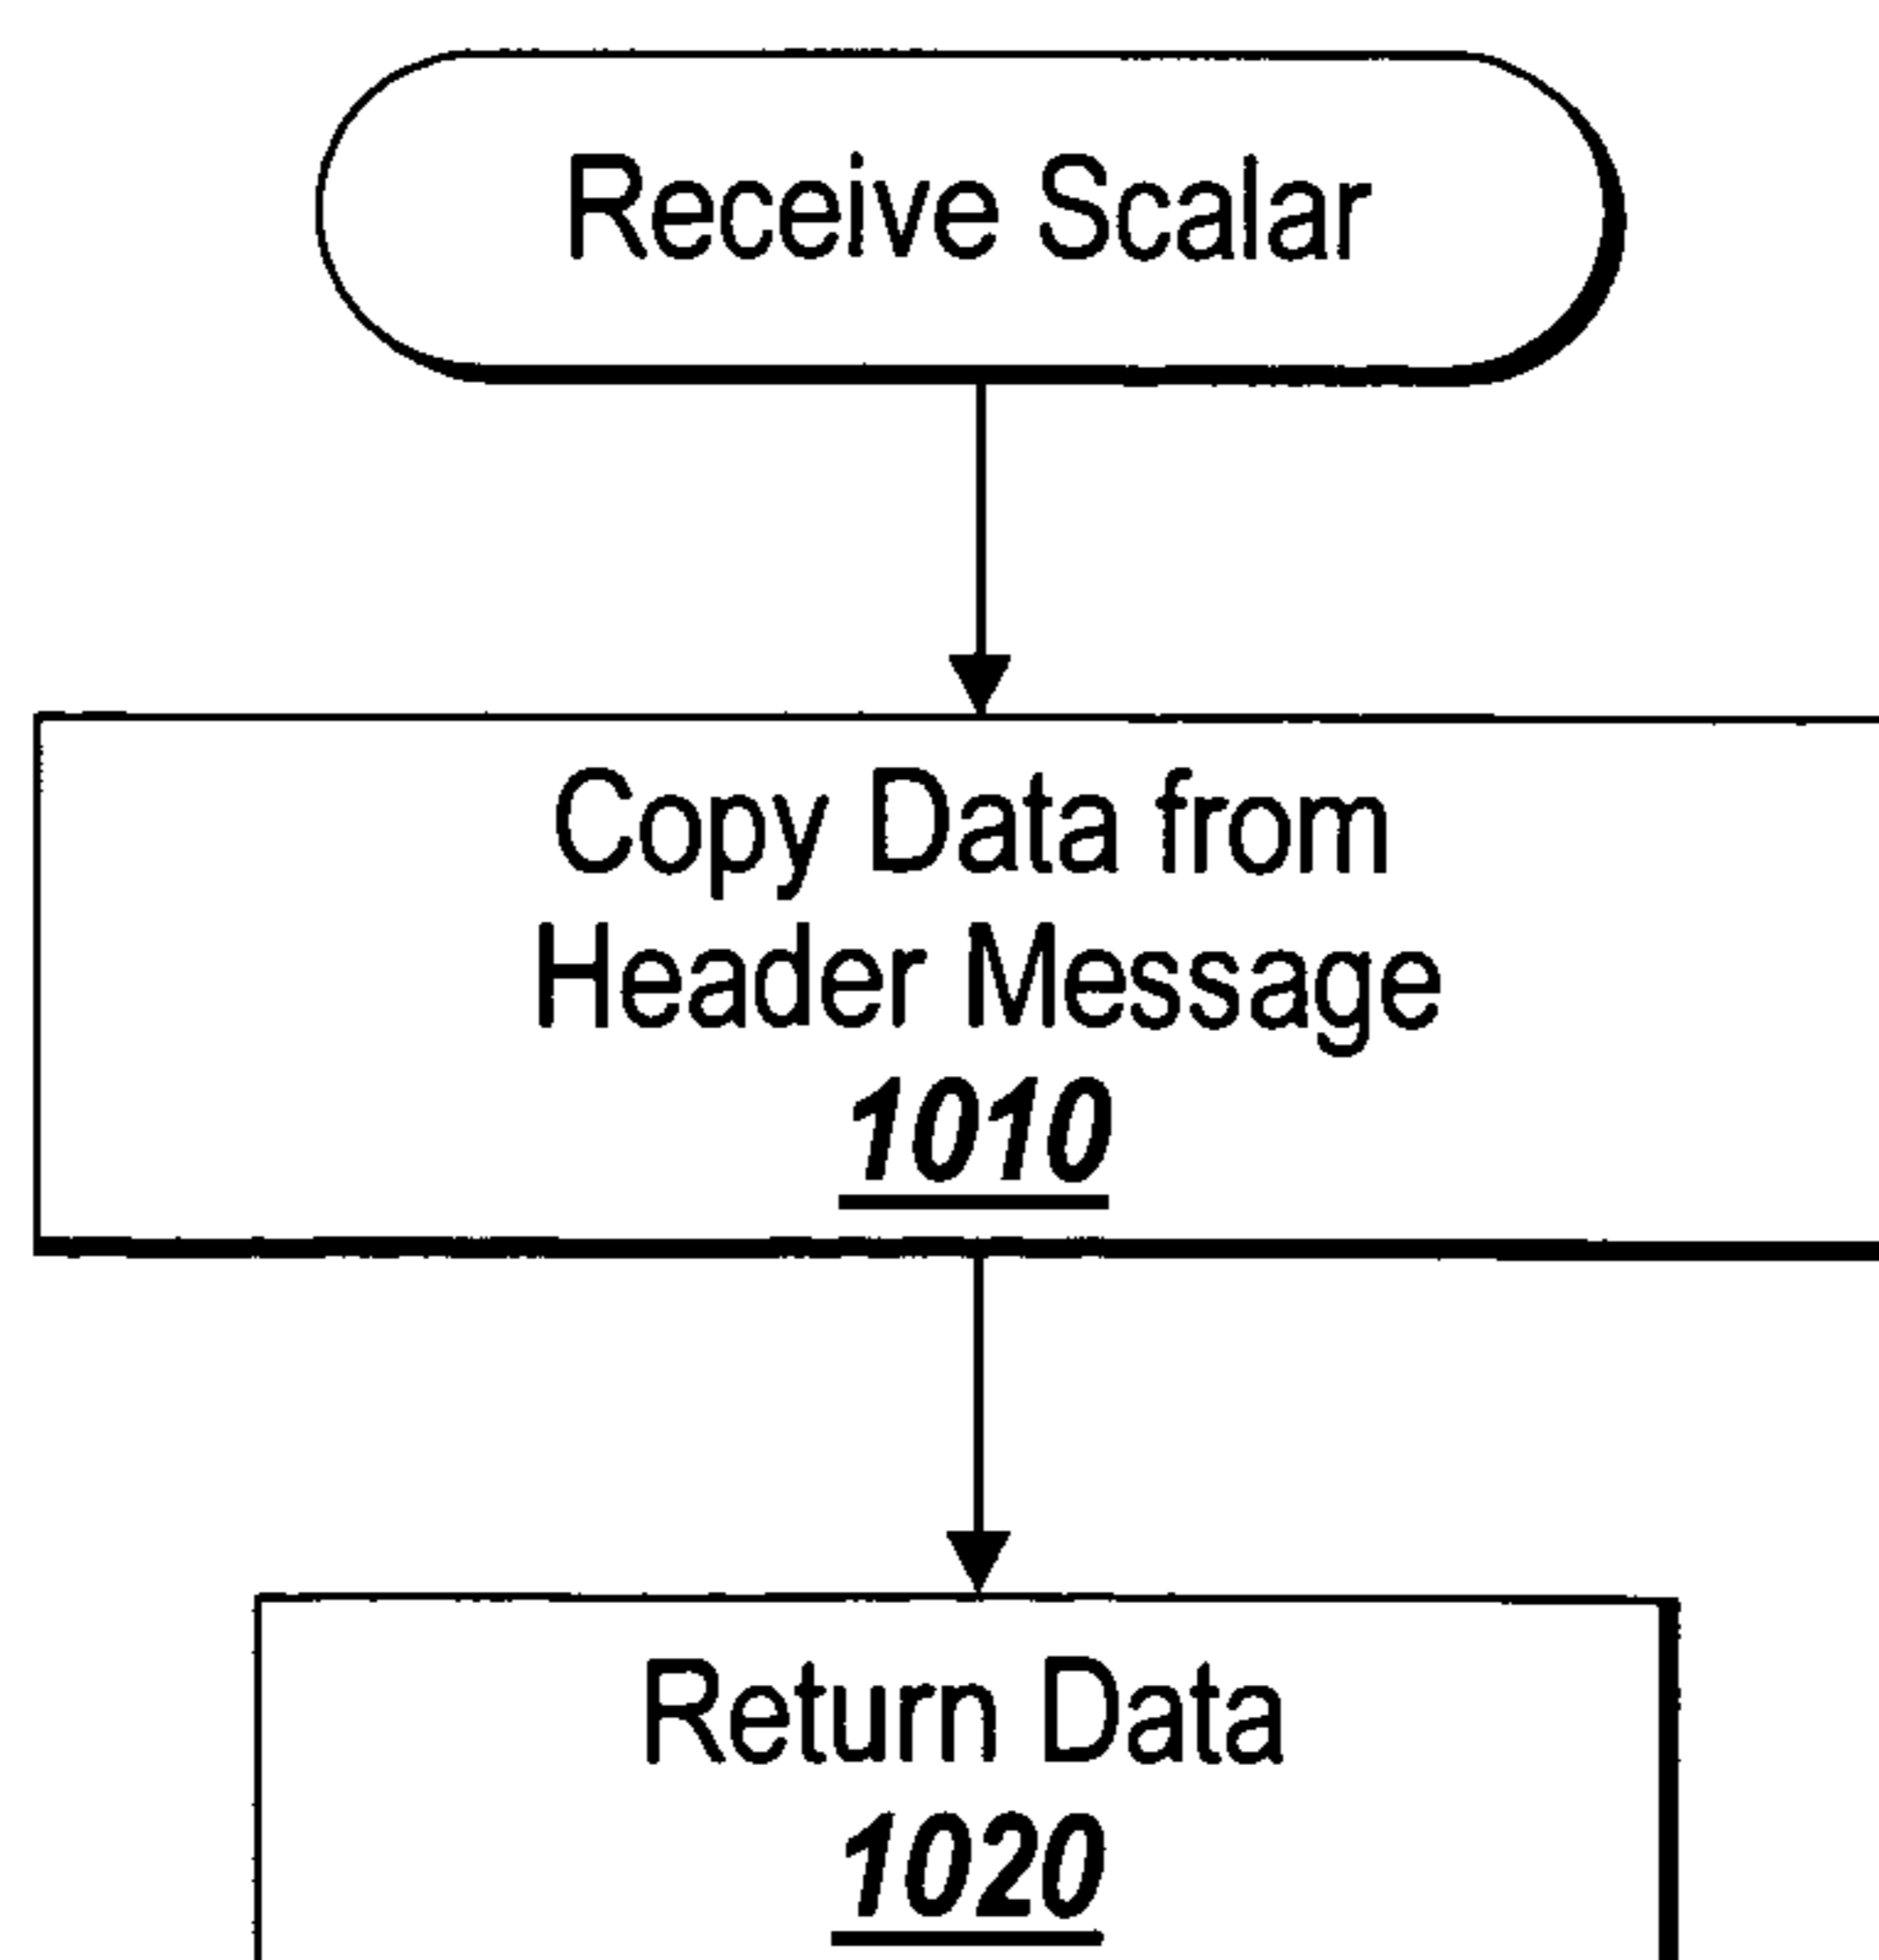 Receive Scalar
Copy Data from
Header Message
1010
Return Data
1020